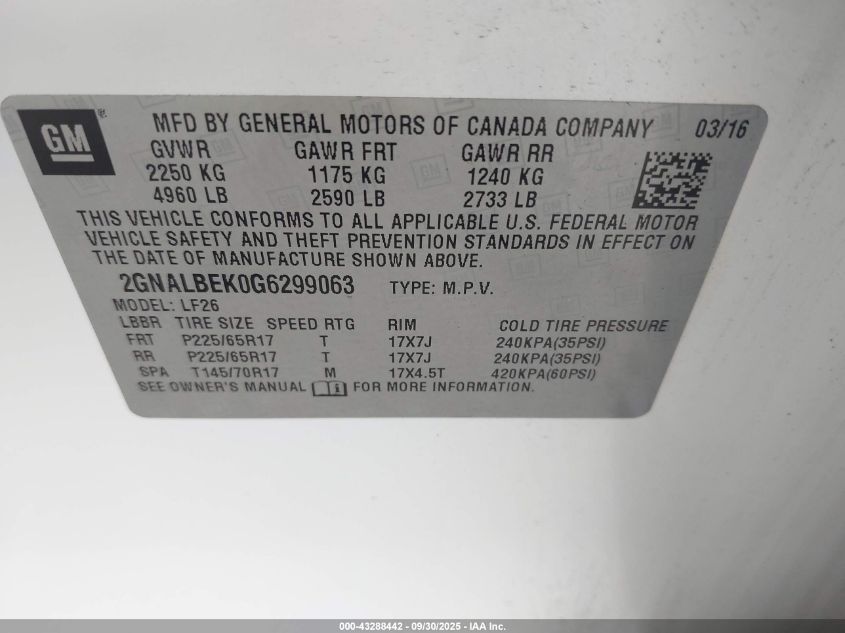 GM
MFD BY GENERAL MOTORS OF CANADA COMPANY 03/16
GVWR GAWR FRT GAWR RR
2250 KG 1175 KG 1240 KG
4960 LB 2590 LB 2733 LB
THIS VEHICLE CONFORMS TO ALL APPLICABLE U.S. FEDERAL MOTOR
VEHICLE SAFETY AND THEFT PREVENTION STANDARDS IN EFFECT ON
THE DATE OF MANUFACTURE SHOWN ABOVE.
2GNALBEK0G6299063 TYPE: M.P.V.
MODEL: LF26
LBBR TIRE SIZE SPEED RTG RIM COLD TIRE PRESSURE
FRT P225/65R17 T 17X7J 240KPA(35PSI)
RR P225/65R17 T 17X7J 240KPA(35PSI)
SPA T145/70R17 M 17X4.5T 420KPA(60PSI)
SEE OWNER'S MANUAL FOR MORE INFORMATION.
000-43288442 - 09/30/2025 - IAA Inc.